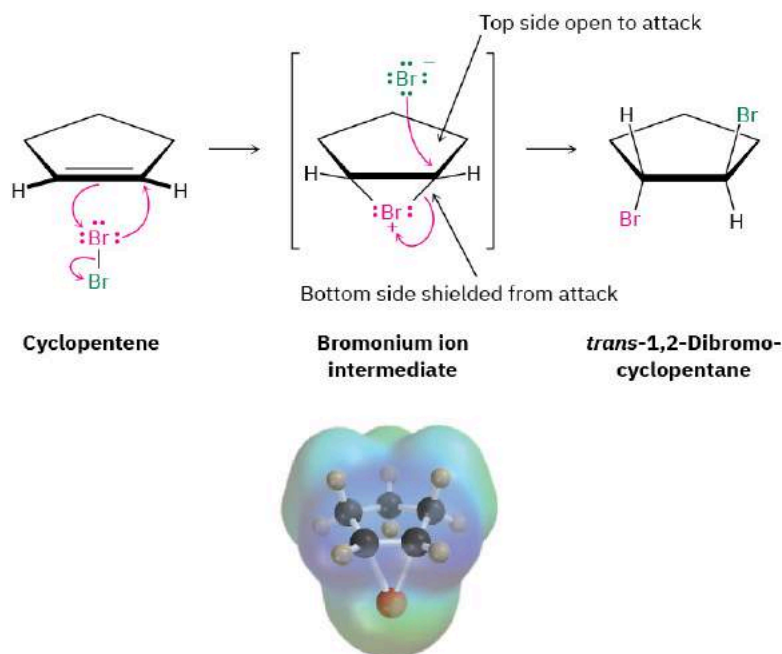 Top side open to attack
:Br: −
H
H
H
H
H
Br
:Br:
:Br:
+
Br
Br
H
Bottom side shielded from attack
Cyclopentene
Bromonium ion
intermediate
trans-1,2-Dibromo-
cyclopentane